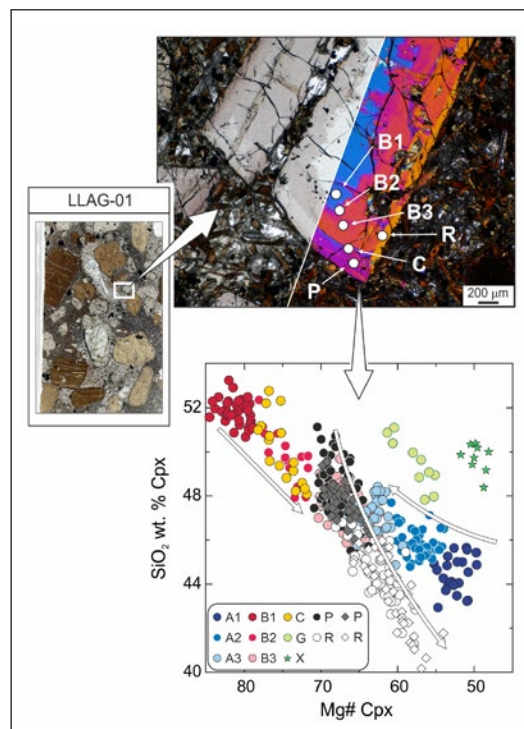 LLAG-01
B1
B2
B3
R
C
P
200 μm
52
48
44
40
SiO₂ wt. % Cpx
A1 B1 C P P
A2 B2 G R R
A3 B3 X
80 70 60 50
Mg# Cpx